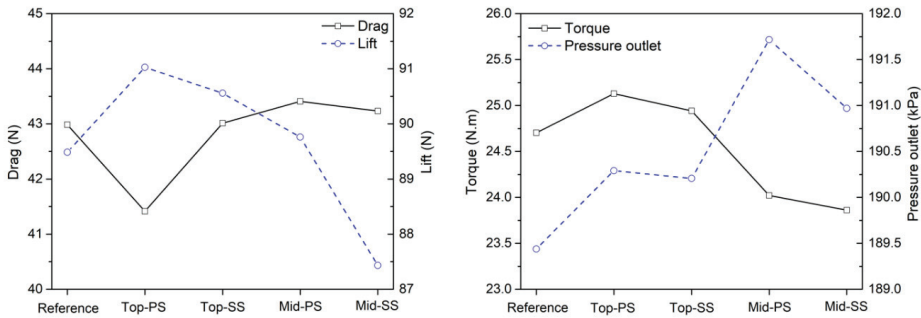 45
44
43
42
41
40
Drag (N)
92
91
90
89
88
87
Lift (N)
Drag
Lift
Reference Top-PS Top-SS Mid-PS Mid-SS
26.0
25.5
25.0
24.5
24.0
23.5
23.0
Torque (N.m)
192.0
191.5
191.0
190.5
190.0
189.5
189.0
Pressure outlet (kPa)
Torque
Pressure outlet
Reference Top-PS Top-SS Mid-PS Mid-SS